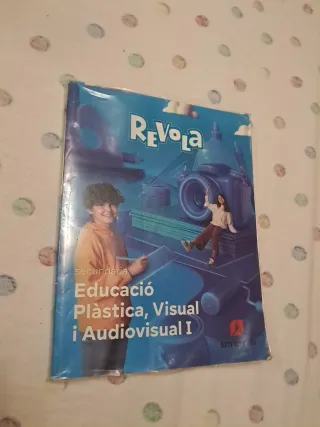 REVOLA
secundària
Educació
Plàstica, Visual
i Audiovisual I